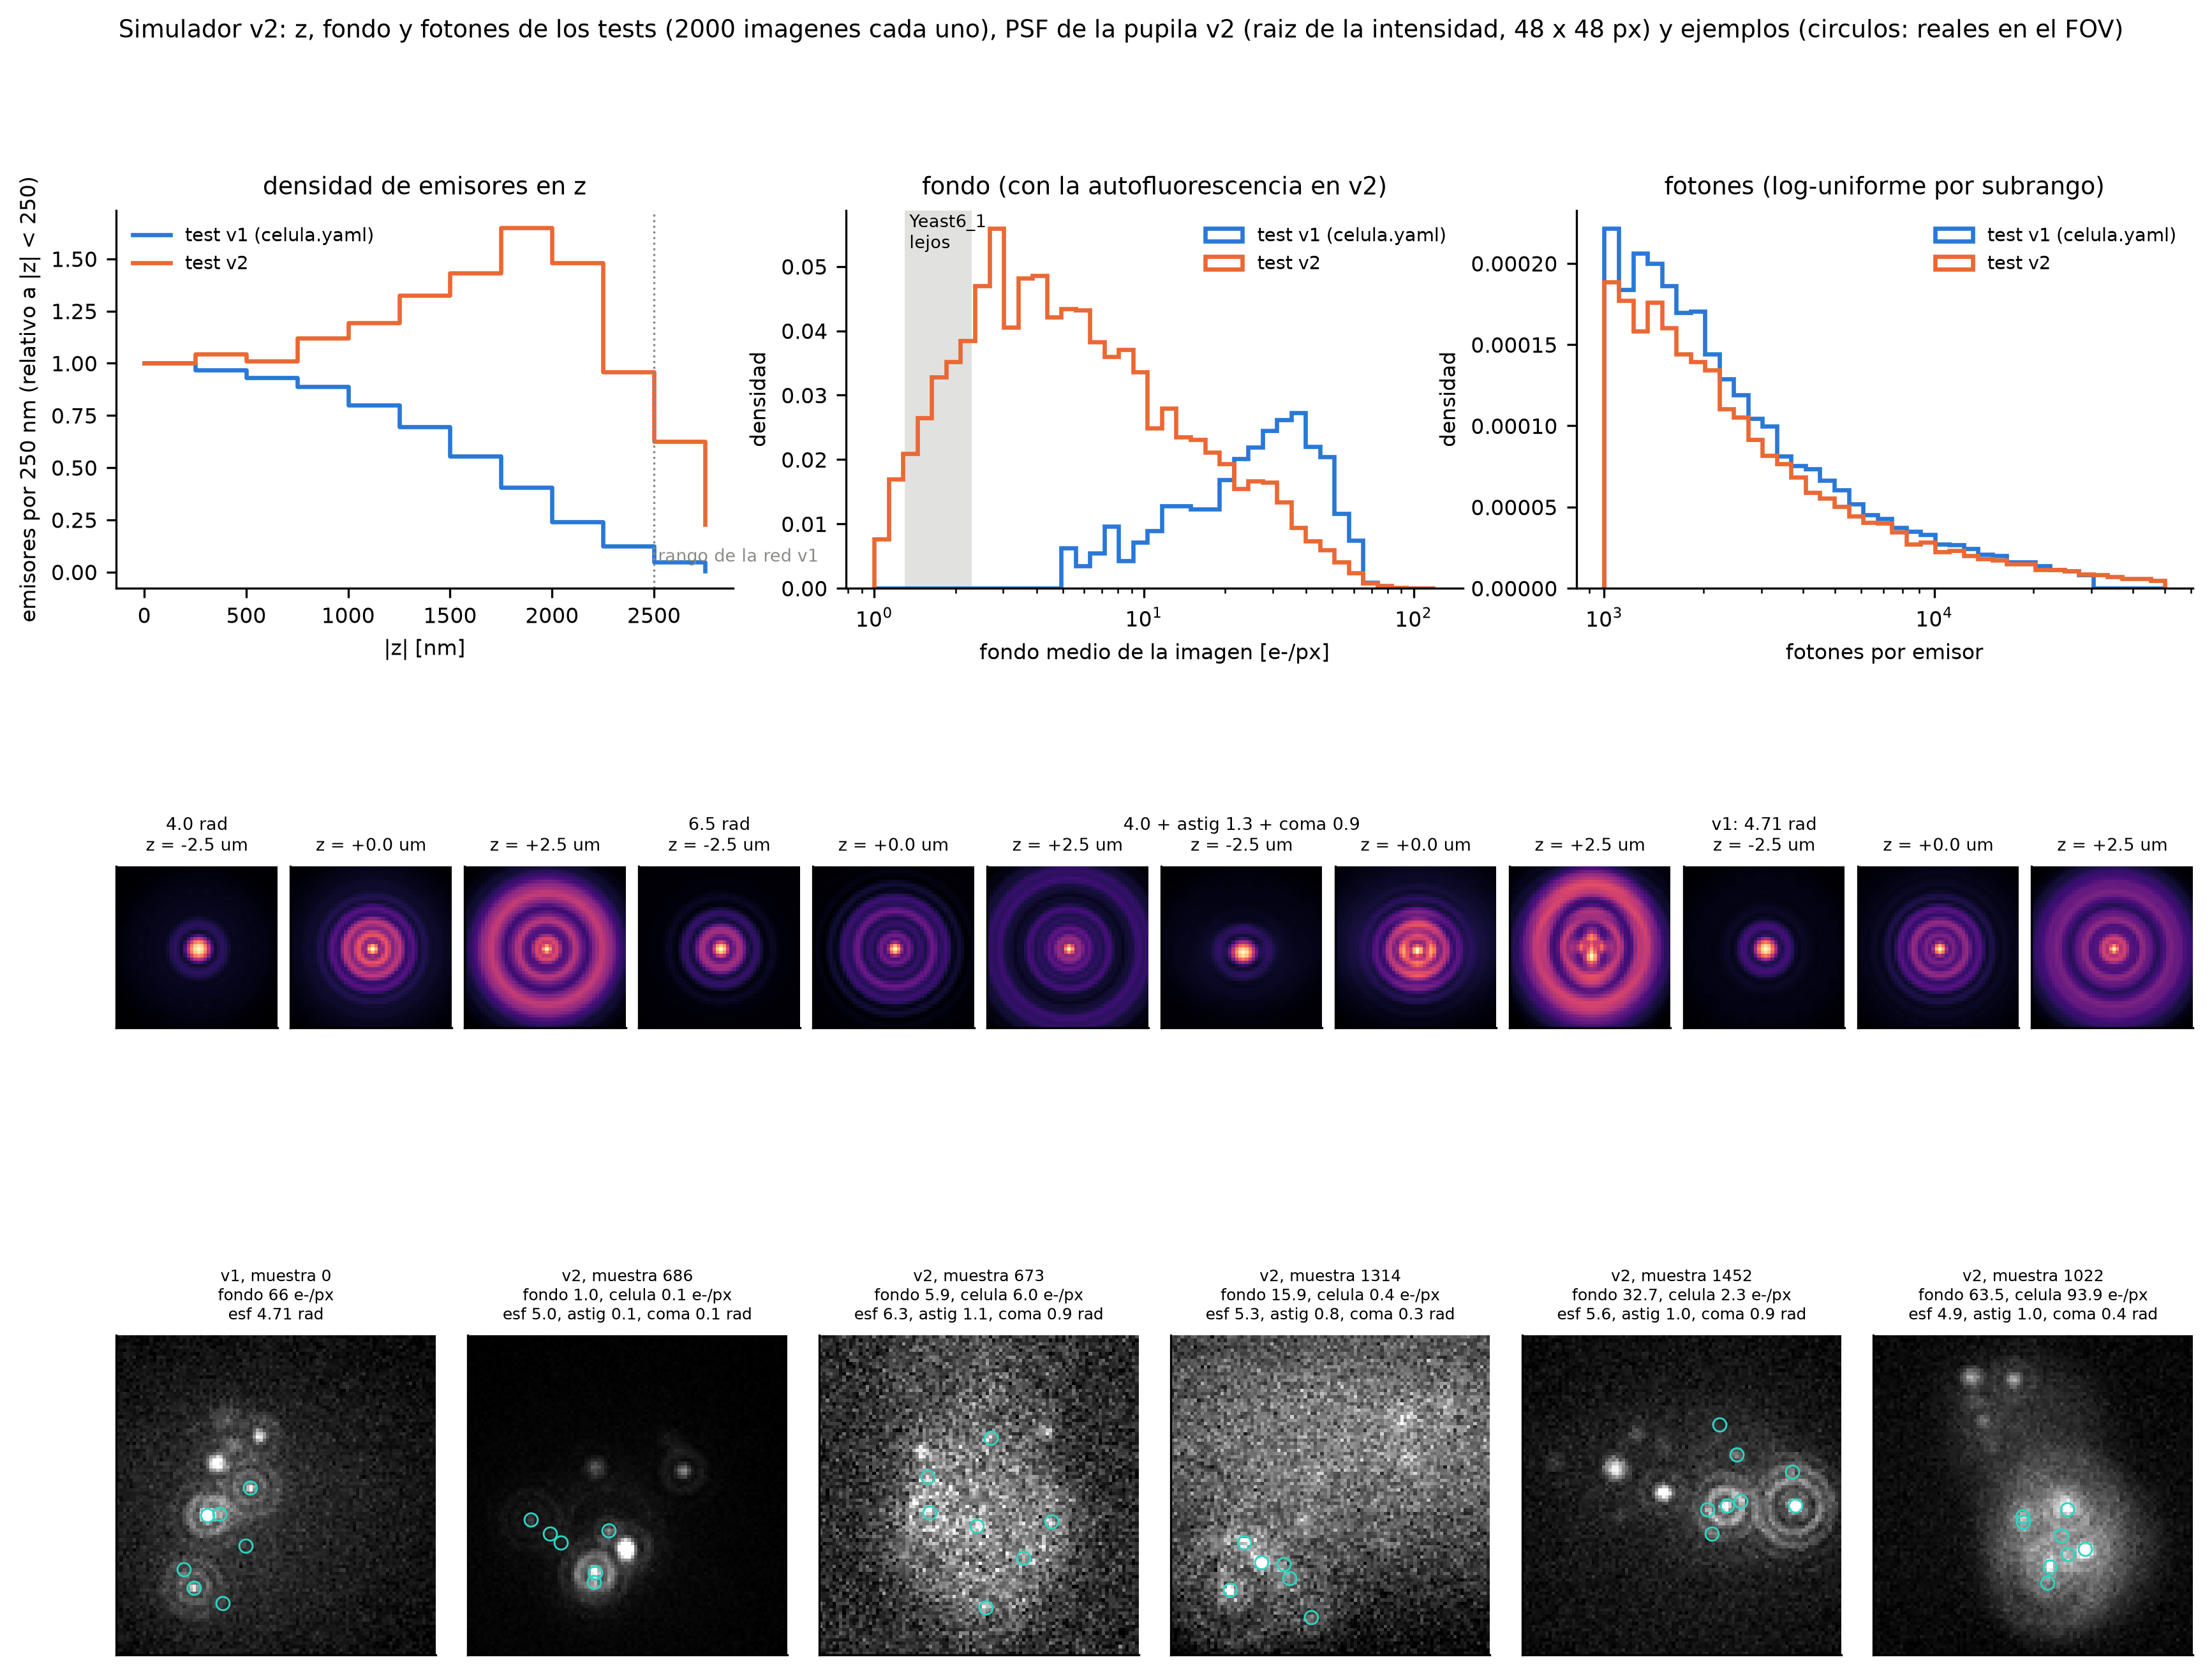 Simulador v2: z, fondo y fotones de los tests (2000 imagenes cada uno), PSF de la pupila v2 (raiz de la intensidad, 48 x 48 px) y ejemplos (circulos: reales en el FOV)
densidad de emisores en z
emisores por 250 nm (relativo a |z| < 250)
test v1 (celula.yaml)
test v2
1.50
1.25
1.00
0.75
0.50
0.25
0.00
rango de la red v1
0 500 1000 1500 2000 2500
|z| [nm]
fondo (con la autofluorescencia en v2)
densidad
Yeast6_1
lejos
test v1 (celula.yaml)
test v2
0.05
0.04
0.03
0.02
0.01
0.00
10⁰ 10¹ 10²
fondo medio de la imagen [e-/px]
fotones (log-uniforme por subrango)
densidad
test v1 (celula.yaml)
test v2
0.00020
0.00015
0.00010
0.00005
0.00000
10³ 10⁴
fotones por emisor
4.0 rad
z = -2.5 um
z = +0.0 um
z = +2.5 um
6.5 rad
z = -2.5 um
z = +0.0 um
z = +2.5 um
4.0 + astig 1.3 + coma 0.9
z = -2.5 um
z = +0.0 um
z = +2.5 um
v1: 4.71 rad
z = -2.5 um
z = +0.0 um
z = +2.5 um
v1, muestra 0
fondo 66 e-/px
esf 4.71 rad
v2, muestra 686
fondo 1.0, celula 0.1 e-/px
esf 5.0, astig 0.1, coma 0.1 rad
v2, muestra 673
fondo 5.9, celula 6.0 e-/px
esf 6.3, astig 1.1, coma 0.9 rad
v2, muestra 1314
fondo 15.9, celula 0.4 e-/px
esf 5.3, astig 0.8, coma 0.3 rad
v2, muestra 1452
fondo 32.7, celula 2.3 e-/px
esf 5.6, astig 1.0, coma 0.9 rad
v2, muestra 1022
fondo 63.5, celula 93.9 e-/px
esf 4.9, astig 1.0, coma 0.4 rad